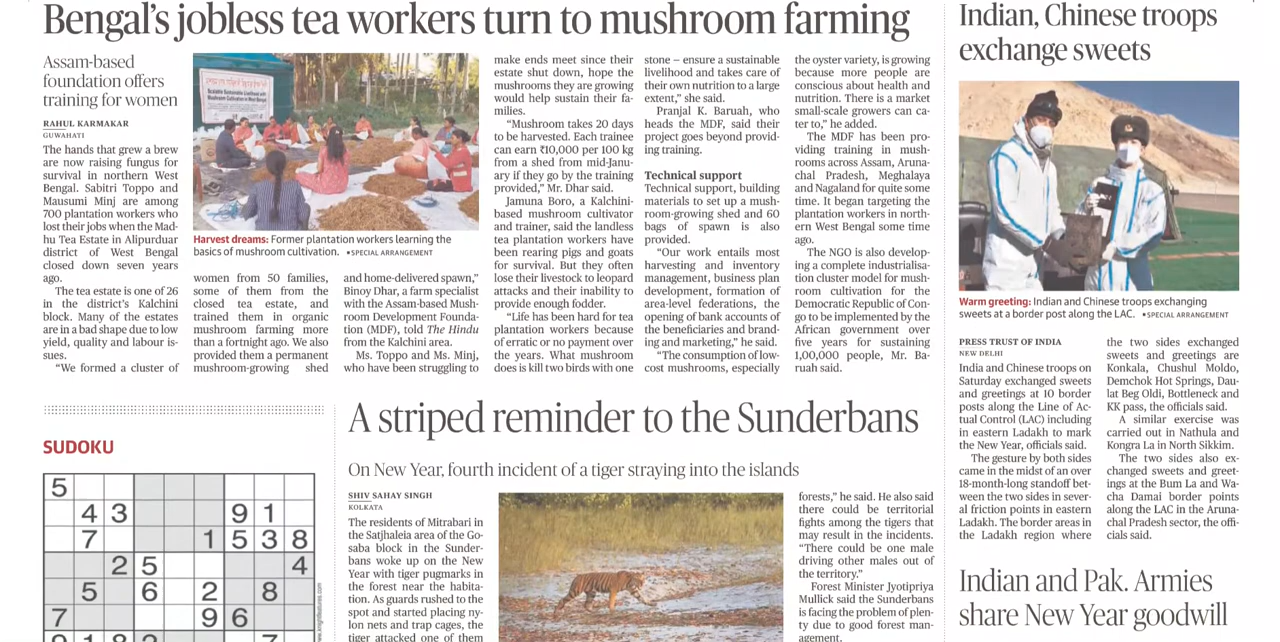 Bengal's jobless tea workers turn to mushroom farming
Assam-based
foundation offers
training for women
RAHUL KARMAKAR
GUWAHATI
The hands that grew a brew
are now raising fungus for
survival in northern West
Bengal. Sabitri Toppo and
Mausumi Minj are among
700 plantation workers who
lost their jobs when the Mad-
hu Tea Estate in Alipurduar
district of West Bengal
closed down seven years
ago.
The tea estate is one of 26
in the district's Kalchini
block. Many of the estates
are in a bad shape due to low
yield, quality and labour is-
sues.
“We formed a cluster of
Scalable Sustainable Livelihood with
Mushroom Cultivation in West Bengal
Harvest dreams: Former plantation workers learning the
basics of mushroom cultivation. •SPECIAL ARRANGEMENT
women from 50 families,
some of them from the
closed tea estate, and
trained them in organic
mushroom farming more
than a fortnight ago. We also
provided them a permanent
mushroom-growing shed
and home-delivered spawn,”
Binoy Dhar, a farm specialist
with the Assam-based Mush-
room Development Founda-
tion (MDF), told The Hindu
from the Kalchini area.
Ms. Toppo and Ms. Minj,
who have been struggling to
make ends meet since their
estate shut down, hope the
mushrooms they are growing
would help sustain their fa-
milies.
“Mushroom takes 20 days
to be harvested. Each trainee
can earn ₹10,000 per 100 kg
from a shed from mid-Janu-
ary if they go by the training
provided,” Mr. Dhar said.
Jamuna Boro, a Kalchini-
based mushroom cultivator
and trainer, said the landless
tea plantation workers have
been rearing pigs and goats
for survival. But they often
lose their livestock to leopard
attacks and their inability to
provide enough fodder.
“Life has been hard for tea
plantation workers because
of erratic or no payment over
the years. What mushroom
does is kill two birds with one
stone – ensure a sustainable
livelihood and takes care of
their own nutrition to a large
extent,” she said.
Pranjal K. Baruah, who
heads the MDF, said their
project goes beyond provid-
ing training.
Technical support
Technical support, building
materials to set up a mush-
room-growing shed and 60
bags of spawn is also
provided.
“Our work entails most
harvesting and inventory
management, business plan
development, formation of
area-level federations, the
opening of bank accounts of
the beneficiaries and brand-
ing and marketing,” he said.
“The consumption of low-
cost mushrooms, especially
the oyster variety, is growing
because more people are
conscious about health and
nutrition. There is a market
small-scale growers can ca-
ter to,” he added.
The MDF has been pro-
viding training in mush-
rooms across Assam, Aruna-
chal Pradesh, Meghalaya
and Nagaland for quite some
time. It began targeting the
plantation workers in north-
ern West Bengal some time
ago.
The NGO is also develop-
ing a complete industrialisa-
tion cluster model for mush-
room cultivation for the
Democratic Republic of Con-
go to be implemented by the
African government over
five years for sustaining
1,00,000 people, Mr. Ba-
ruah said.
Indian, Chinese troops
exchange sweets
Warm greeting: Indian and Chinese troops exchanging
sweets at a border post along the LAC. •SPECIAL ARRANGEMENT
PRESS TRUST OF INDIA
NEW DELHI
India and Chinese troops on
Saturday exchanged sweets
and greetings at 10 border
posts along the Line of Ac-
tual Control (LAC) including
in eastern Ladakh to mark
the New Year, officials said.
The gesture by both sides
came in the midst of an over
18-month-long standoff bet-
ween the two sides in sever-
al friction points in eastern
Ladakh. The border areas in
the Ladakh region where
the two sides exchanged
sweets and greetings are
Konkala, Chushul Moldo,
Demchok Hot Springs, Dau-
lat Beg Oldi, Bottleneck and
KK pass, the officials said.
A similar exercise was
carried out in Nathula and
Kongra La in North Sikkim.
The two sides also ex-
changed sweets and greet-
ings at the Bum La and Wa-
cha Damai border points
along the LAC in the Aruna-
chal Pradesh sector, the offi-
cials said.
Indian and Pak. Armies
share New Year goodwill
SUDOKU
5
4 3 9 1
7 1 5 3 8
2 5 4
5 6 2 8
7 9 6
A striped reminder to the Sunderbans
On New Year, fourth incident of a tiger straying into the islands
SHIV SAHAY SINGH
KOLKATA
The residents of Mitrabari in
the Satjhaleia area of the Go-
saba block in the Sunder-
bans woke up on the New
Year with tiger pugmarks in
the forest near the habita-
tion. As guards rushed to the
spot and started placing ny-
lon nets and trap cages, the
tiger attacked one of them
forests,” he said. He also said
there could be territorial
fights among the tigers that
may result in the incidents.
“There could be one male
driving other males out of
the territory.”
Forest Minister Jyotipriya
Mullick said the Sunderbans
is facing the problem of plen-
ty due to good forest man-
agement.